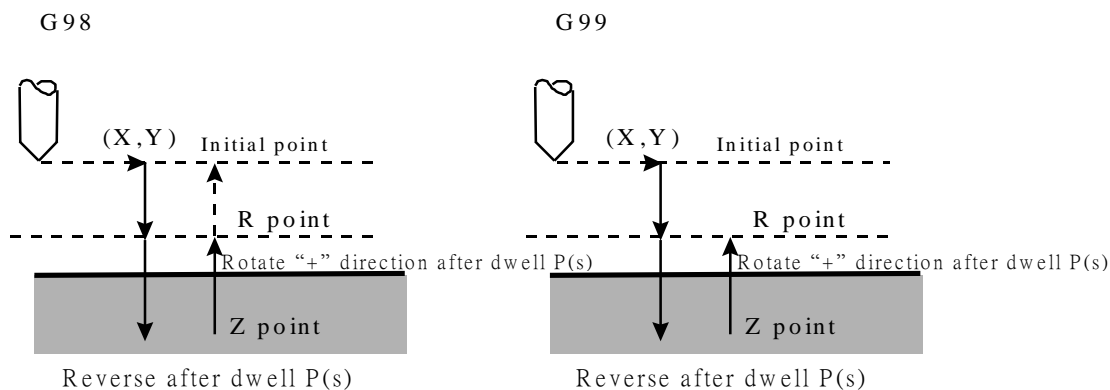 G98
(X,Y)
Initial point
R point
Rotate “+” direction after dwell P(s)
Z point
Reverse after dwell P(s)
G99
(X,Y)
Initial point
R point
Rotate “+” direction after dwell P(s)
Z point
Reverse after dwell P(s)